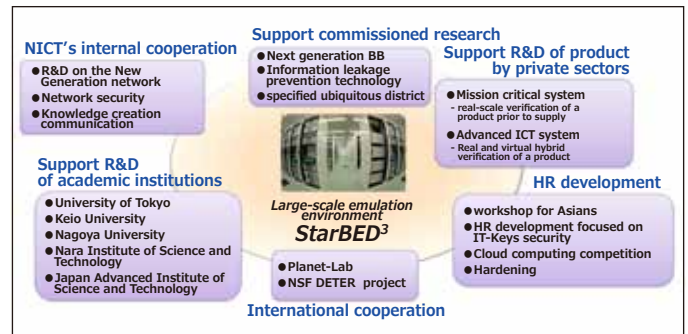 NICT's internal cooperation
●R&D on the New
Generation network
●Network security
●Knowledge creation
communication
Support commissioned research
●Next generation BB
●Information leakage
prevention technology
●specified ubiquitous district
Support R&D of product
by private sectors
●Mission critical system
- real-scale verification of a
product prior to supply
●Advanced ICT system
- Real and virtual hybrid
verification of a product
Support R&D
of academic institutions
●University of Tokyo
●Keio University
●Nagoya University
●Nara Institute of Science and
Technology
●Japan Advanced Institute of
Science and Technology
Large-scale emulation
environment
StarBED³
HR development
●workshop for Asians
●HR development focused on
IT-Keys security
●Cloud computing competition
●Hardening
●Planet-Lab
●NSF DETER project
International cooperation